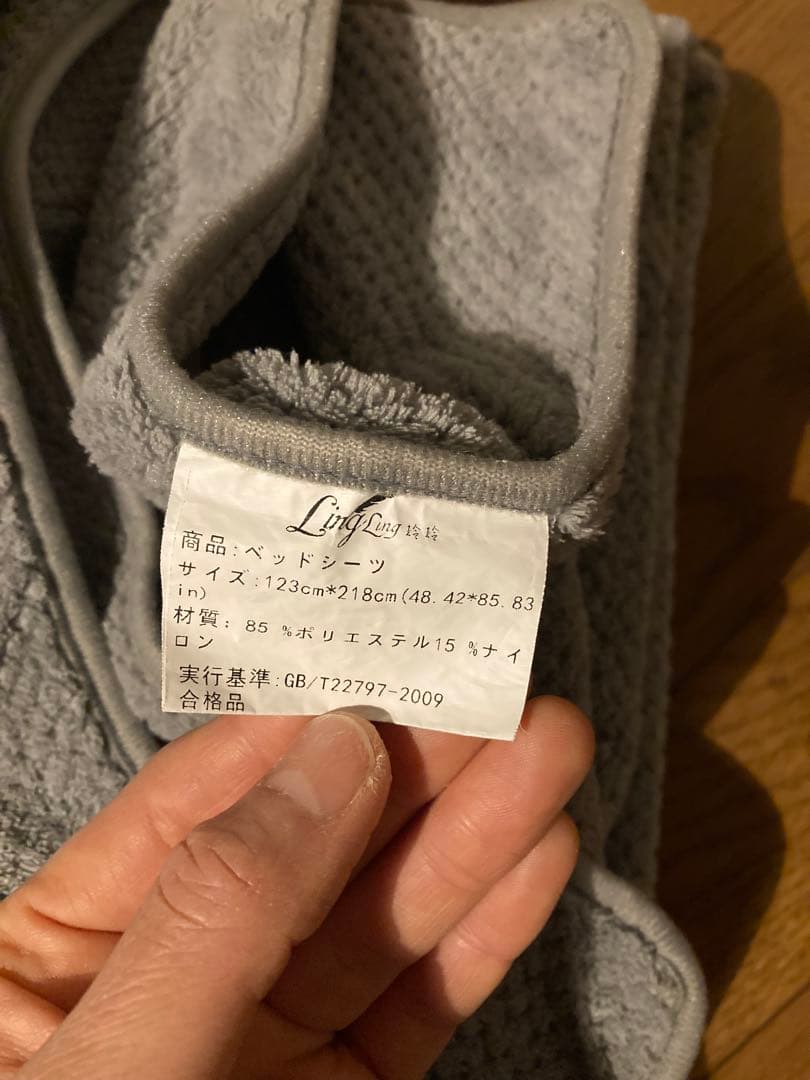 LingLing 玲玲
商品:ベッドシーツ
サイズ:123cm*218cm(48.42*85.83
in)
材質: 85 %ポリエステル15 %ナイ
ロン
実行基準:GB/T22797-2009
合格品